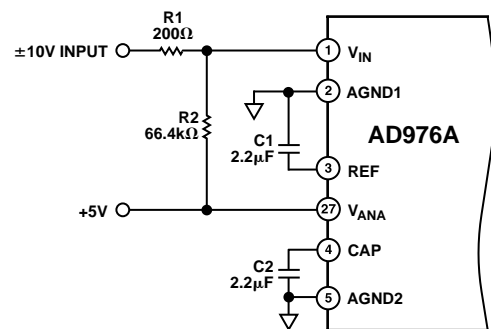 R1
200Ω
±10V INPUT
1
VIN
2
AGND1
R2
66.4kΩ
AD976A
C1
2.2μF
3
REF
+5V
27
VANA
4
CAP
C2
2.2μF
5
AGND2